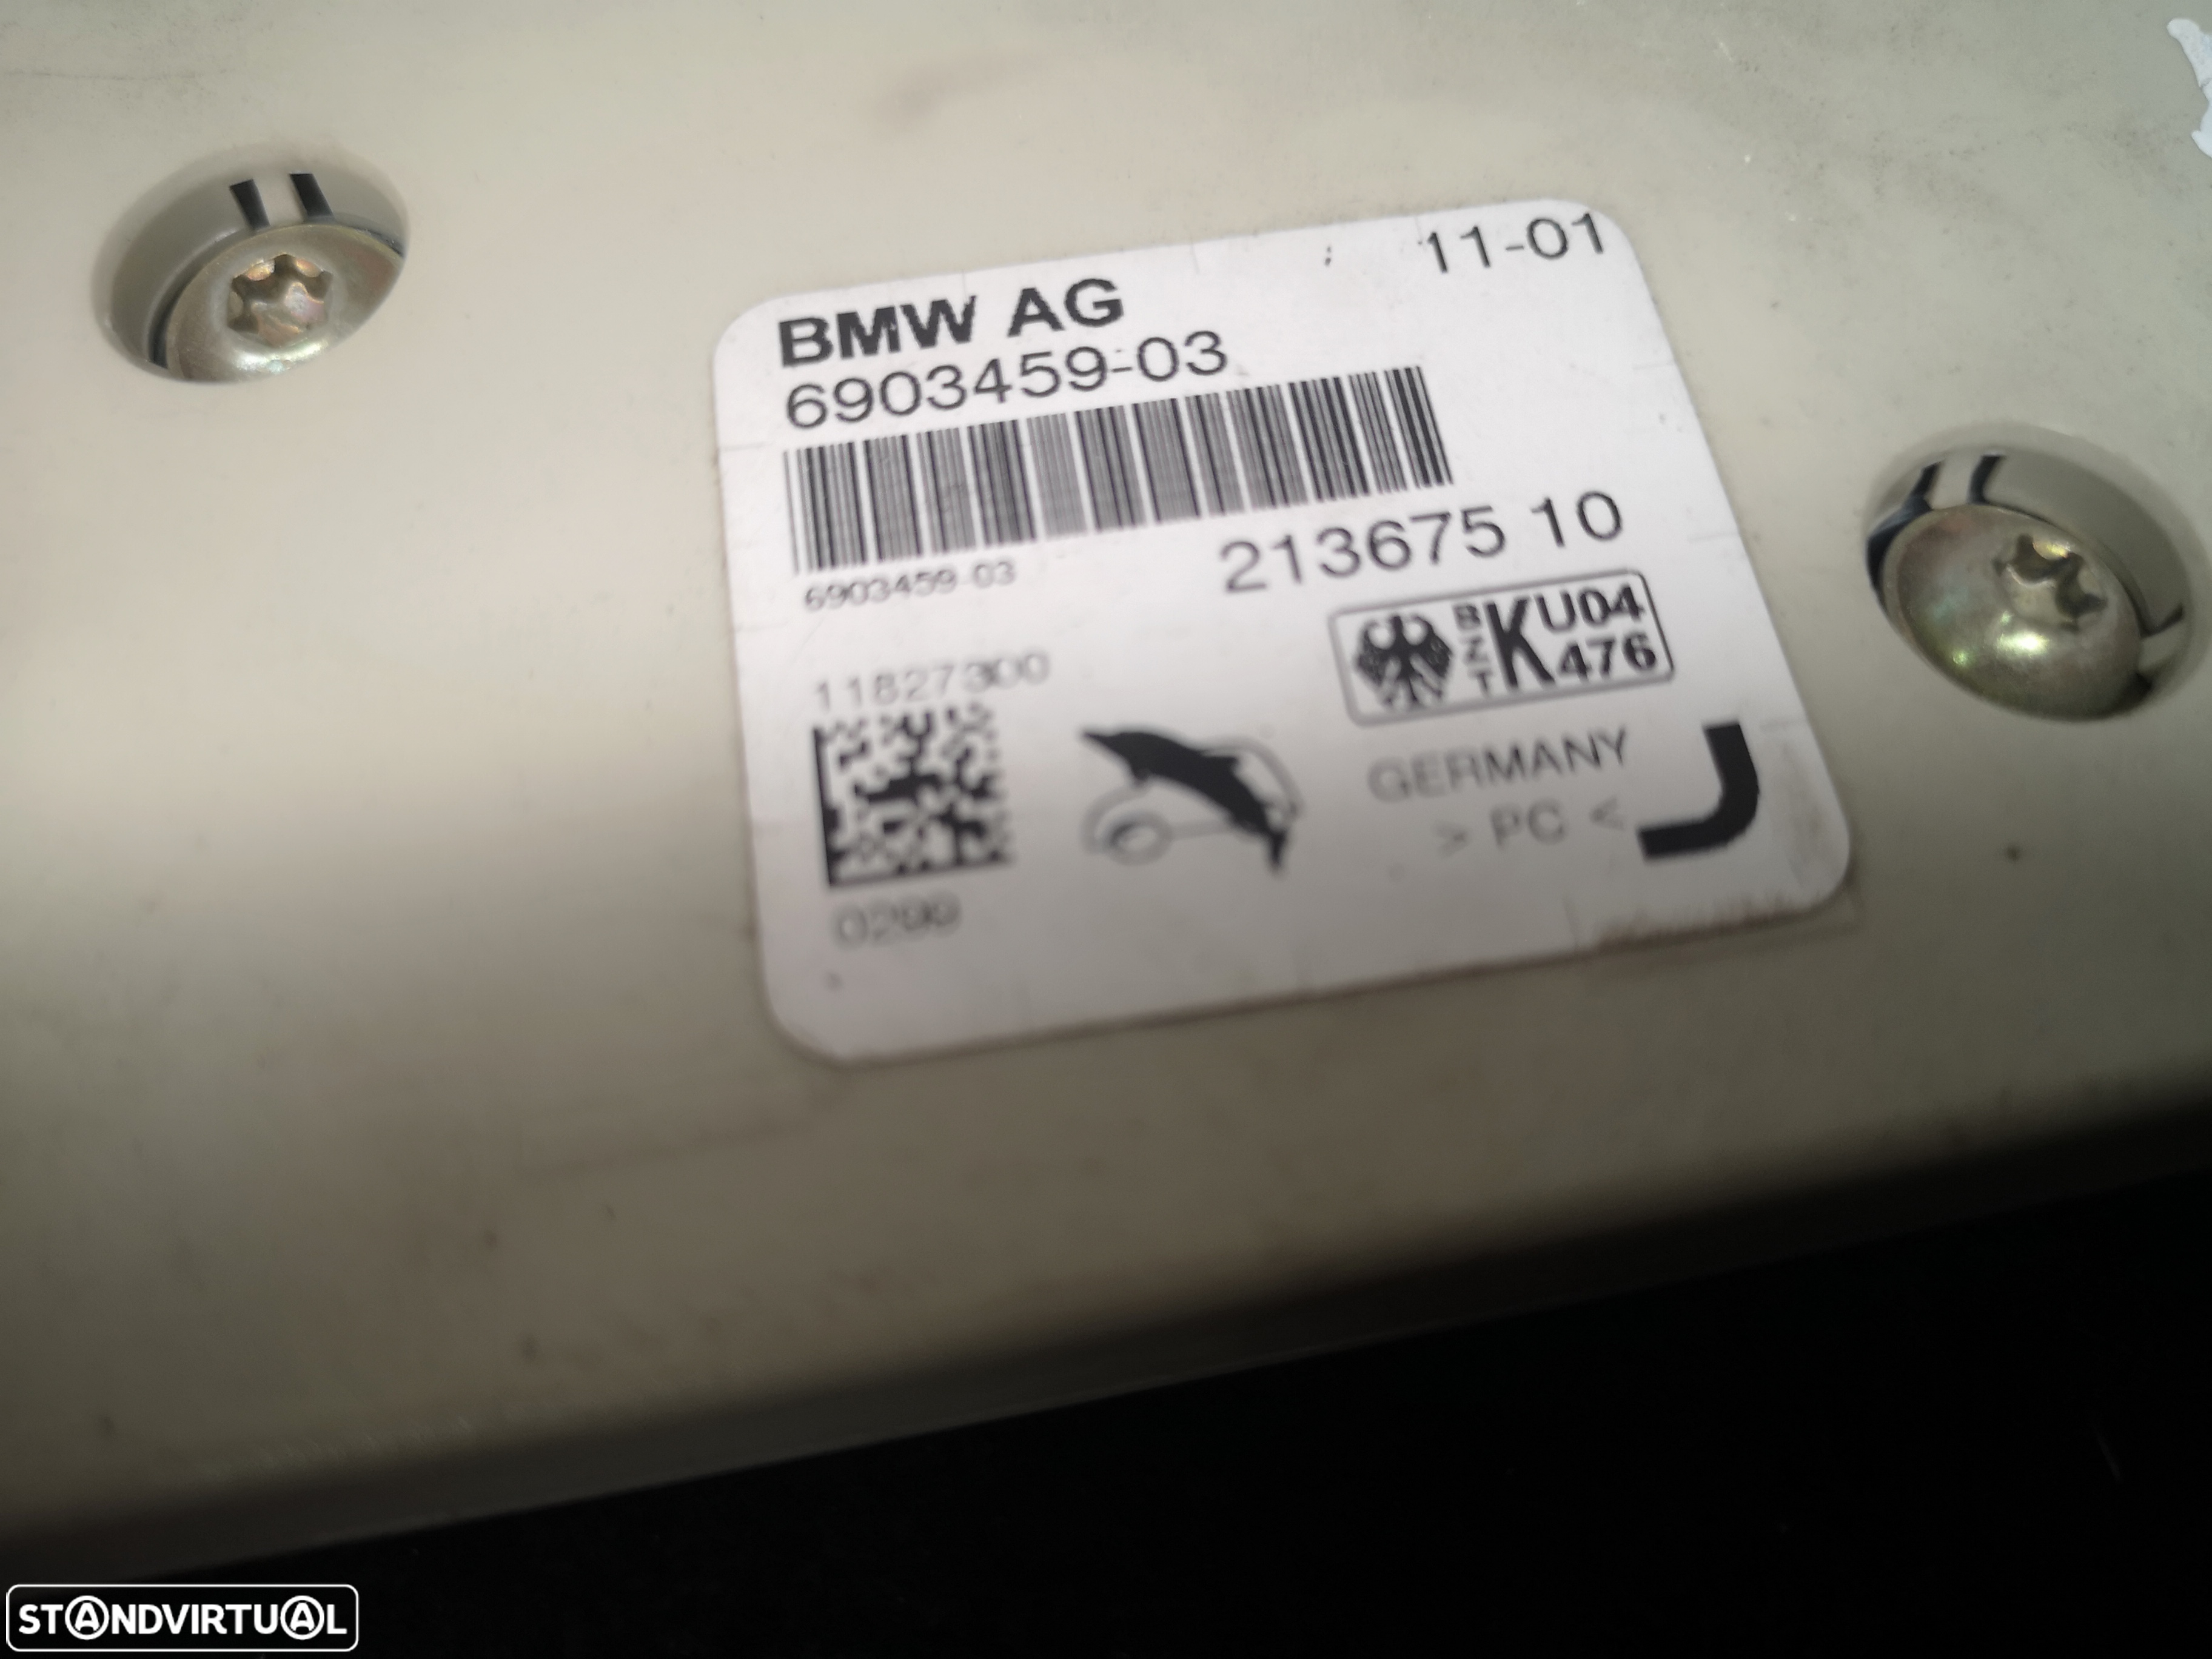 11-01
BMW AG
6903459-03
6903459-03
213675 10
BZT KU04 476
11827300
GERMANY
> PC <
0299
STANDVIRTUAL